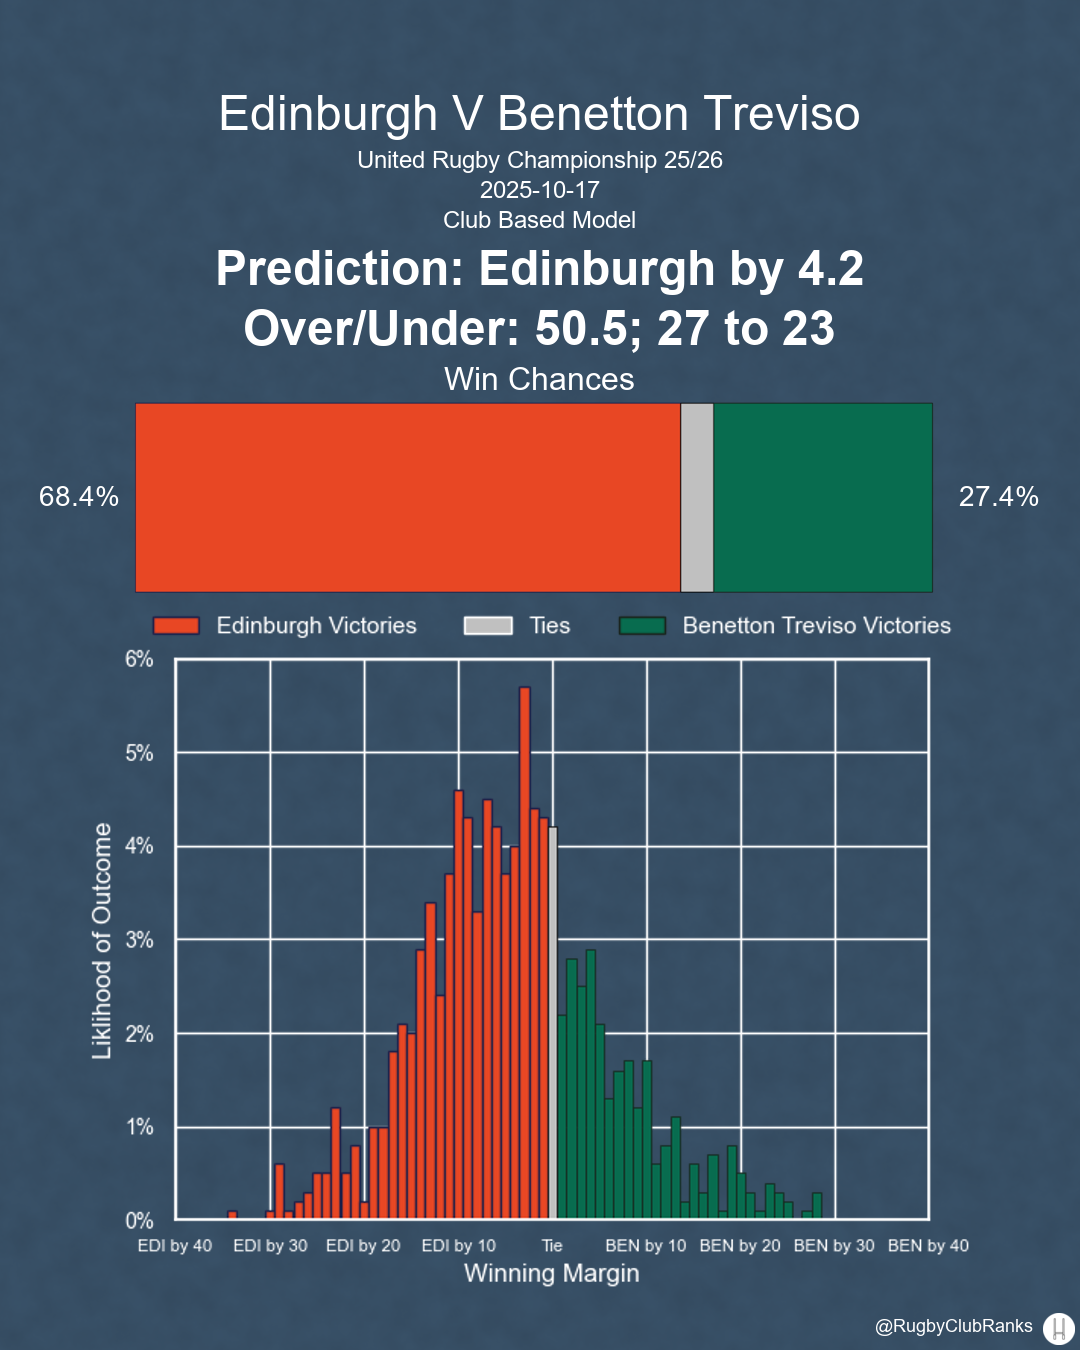 Edinburgh V Benetton Treviso
United Rugby Championship 25/26
2025-10-17
Club Based Model
Prediction: Edinburgh by 4.2
Over/Under: 50.5; 27 to 23
Win Chances
68.4%
27.4%
Edinburgh Victories
Ties
Benetton Treviso Victories
6%
5%
4%
3%
2%
1%
0%
Liklihood of Outcome
EDI by 40
EDI by 30
EDI by 20
EDI by 10
Tie
BEN by 10
BEN by 20
BEN by 30
BEN by 40
Winning Margin
@RugbyClubRanks